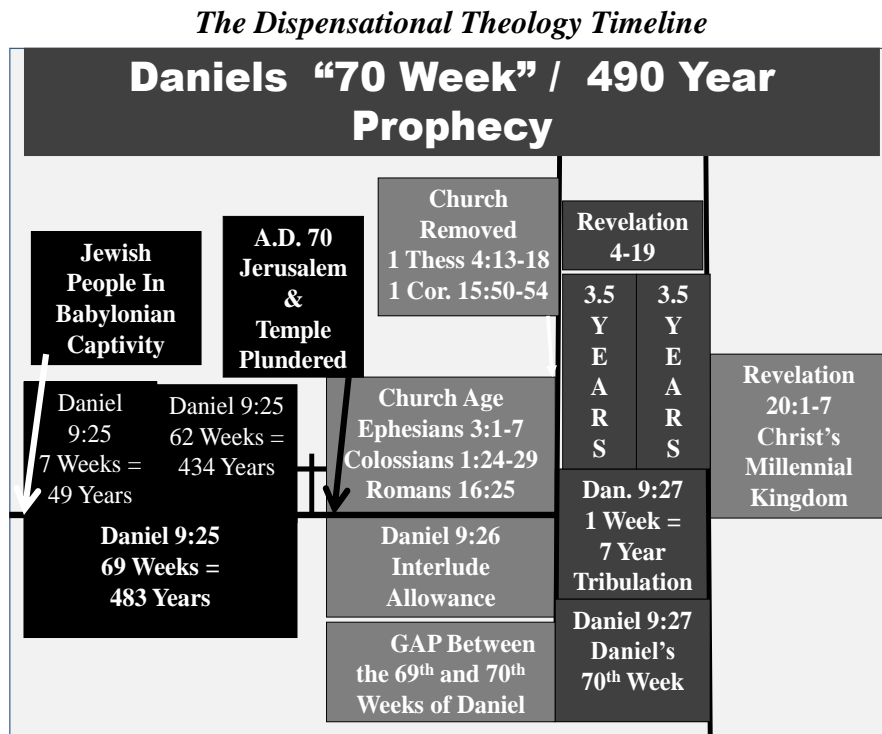 The Dispensational Theology Timeline
Daniels “70 Week” / 490 Year
Prophecy
Jewish
People In
Babylonian
Captivity
A.D. 70
Jerusalem
&
Temple
Plundered
Church
Removed
1 Thess 4:13-18
1 Cor. 15:50-54
Revelation
4-19
3.5
Y
E
A
R
S
3.5
Y
E
A
R
S
Daniel
9:25
7 Weeks =
49 Years
Daniel 9:25
62 Weeks =
434 Years
Church Age
Ephesians 3:1-7
Colossians 1:24-29
Romans 16:25
Revelation
20:1-7
Christ’s
Millennial
Kingdom
Daniel 9:25
69 Weeks =
483 Years
Daniel 9:26
Interlude
Allowance
Dan. 9:27
1 Week =
7 Year
Tribulation
GAP Between
the 69th and 70th
Weeks of Daniel
Daniel 9:27
Daniel’s
70th Week